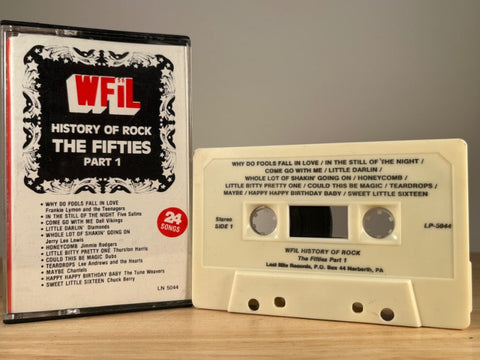 WFiL
HISTORY OF ROCK
THE FIFTIES
PART 1
WHY DO FOOLS FALL IN LOVE
Frankie Lymon and the Teenagers
IN THE STILL OF THE NIGHT Five Satins
COME GO WITH ME Dell Vikings
LITTLE DARLIN' Diamonds
WHOLE LOT OF SHAKIN' GOING ON
Jerry Lee Lewis
HONEYCOMB Jimmie Rodgers
LITTLE BITTY PRETTY ONE Thurston Harris
COULD THIS BE MAGIC Dubs
TEARDROPS Lee Andrews and the Hearts
MAYBE Chantels
HAPPY HAPPY BIRTHDAY BABY The Tune Weavers
SWEET LITTLE SIXTEEN Chuck Berry
24
SONGS
LN 5044
WHY DO FOOLS FALL IN LOVE / IN THE STILL OF THE NIGHT /
COME GO WITH ME / LITTLE DARLIN' /
WHOLE LOT OF SHAKIN' GOING ON / HONEYCOMB /
LITTLE BITTY PRETTY ONE / COULD THIS BE MAGIC / TEARDROPS /
MAYBE / HAPPY HAPPY BIRTHDAY BABY / SWEET LITTLE SIXTEEN
Stereo
SIDE 1
LP-5044
WFIL HISTORY OF ROCK
The Fifties Part 1
Lost Nite Records, P.O. Box 44 Narberth, PA